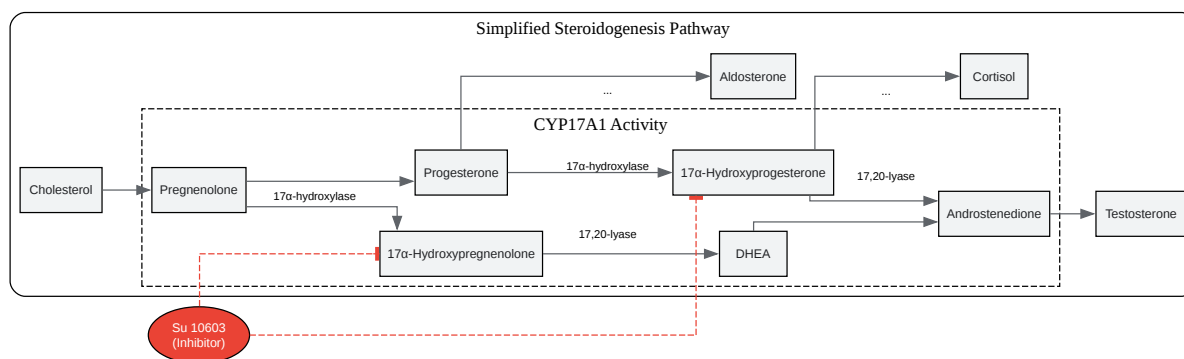 Simplified Steroidogenesis Pathway
Aldosterone
Cortisol
...
...
CYP17A1 Activity
Cholesterol
Pregnenolone
Progesterone
17α-hydroxylase
17α-Hydroxyprogesterone
17,20-lyase
17α-hydroxylase
Androstenedione
Testosterone
17,20-lyase
17α-Hydroxypregnenolone
DHEA
Su 10603
(Inhibitor)